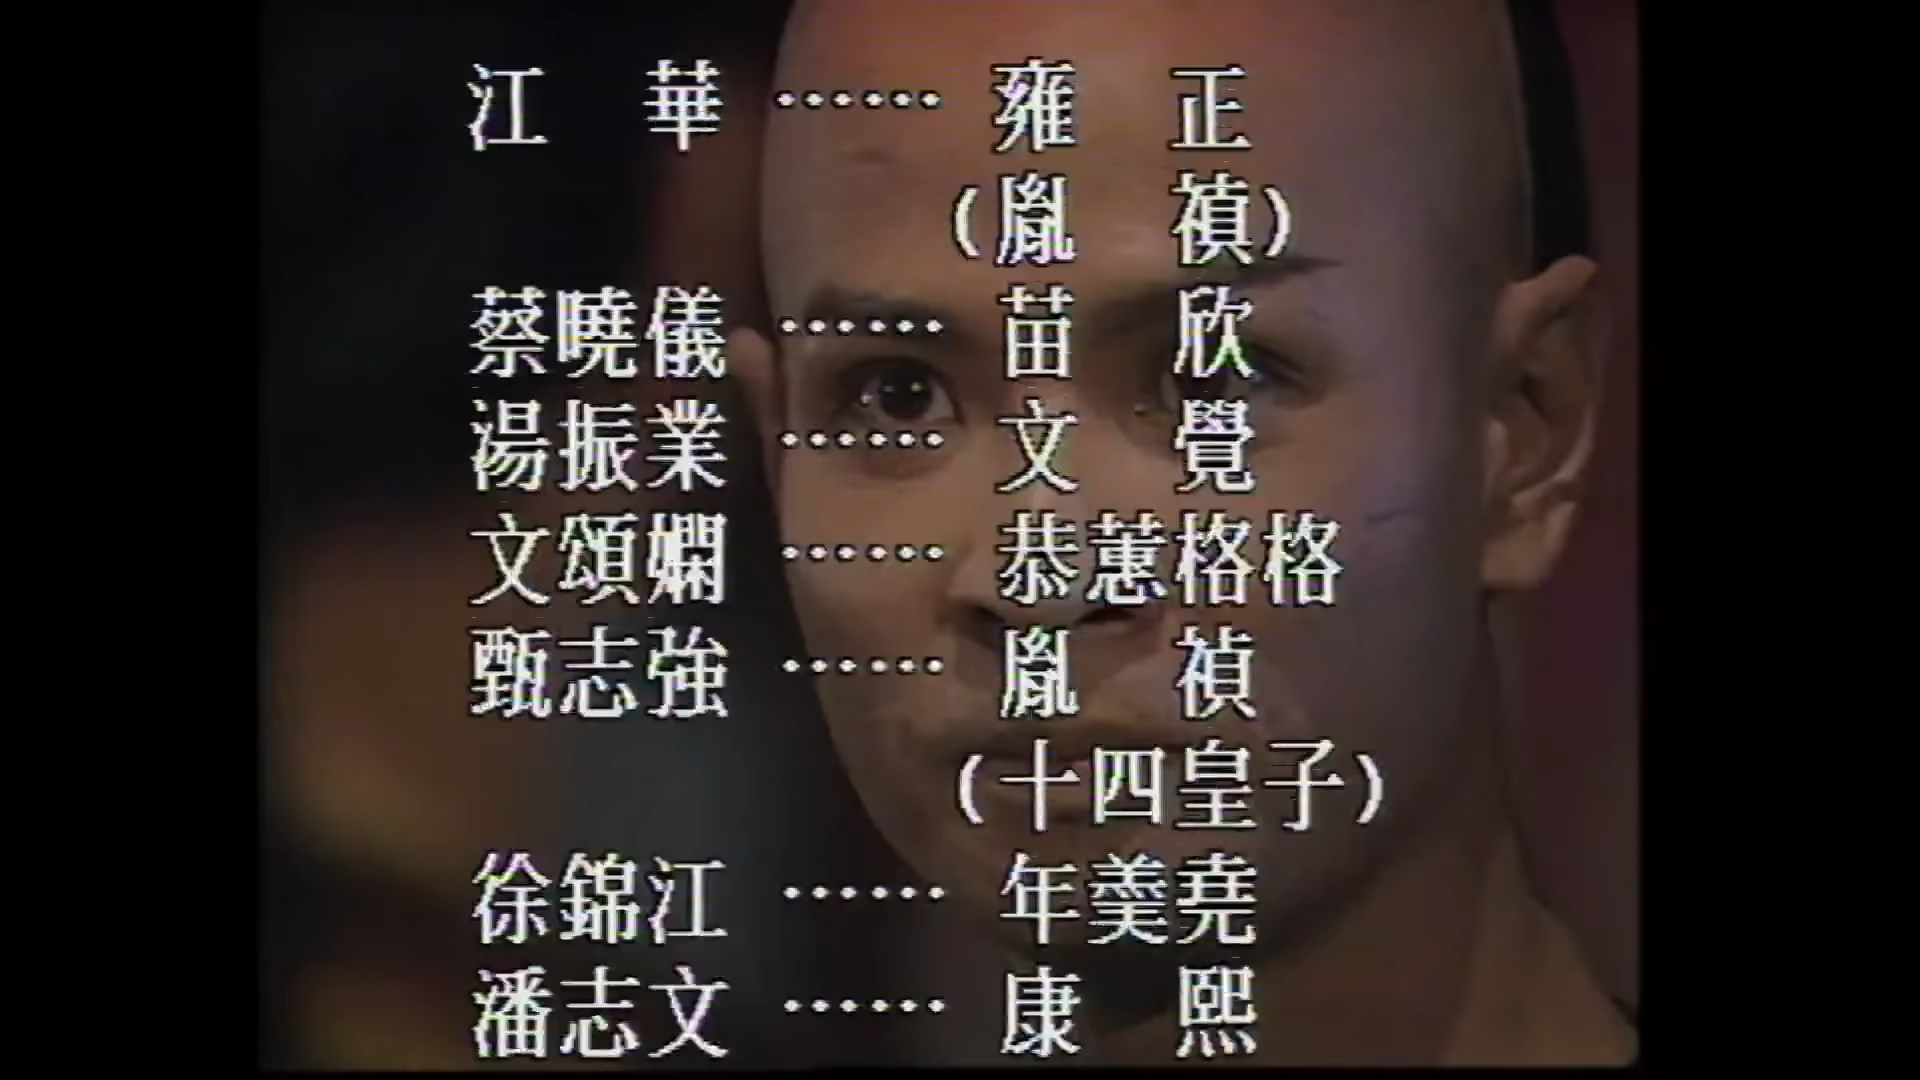 江　華……雍　正
(胤　禛)
蔡曉儀……苗　欣
湯振業……文　覺
文頌嫻……恭蕙格格
甄志強……胤　禎
(十四皇子)
徐錦江……年羹堯
潘志文……康　熙